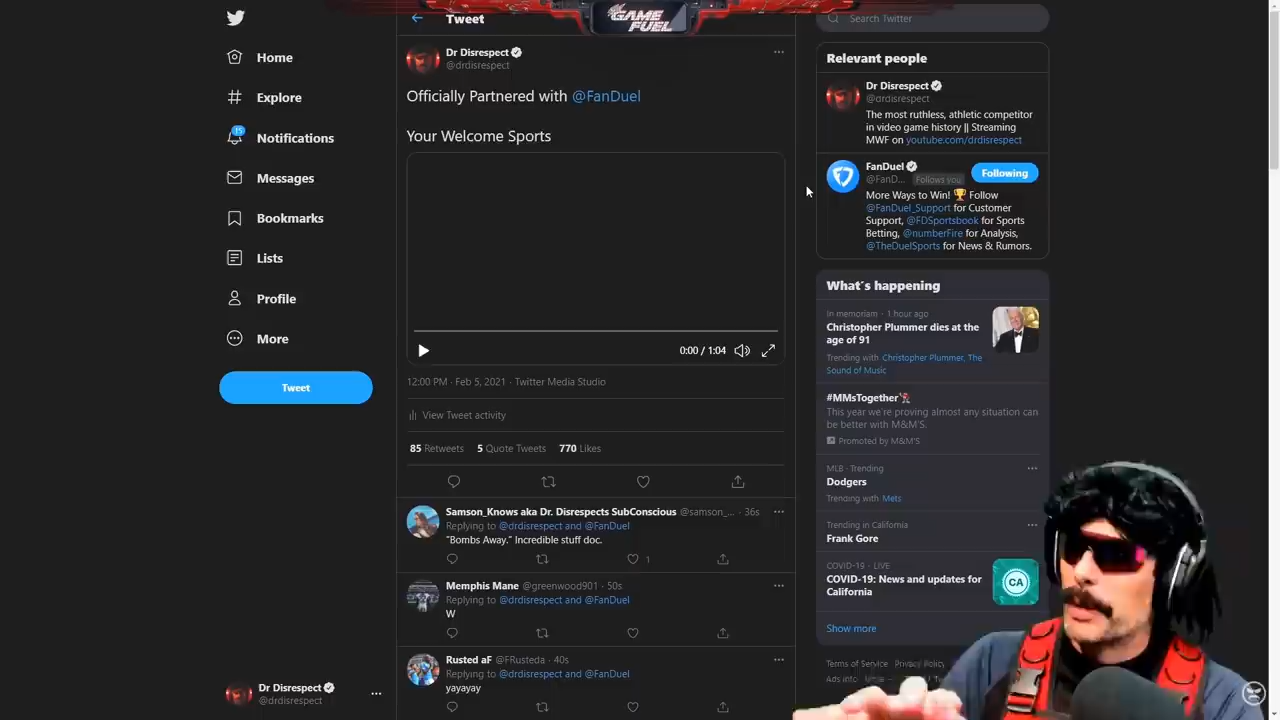 GAME
FUEL
Home
Explore
15
Notifications
Messages
Bookmarks
Lists
Profile
More
Tweet
Dr Disrespect
@drdisrespect
Tweet
Dr Disrespect
@drdisrespect
Officially Partnered with @FanDuel
Your Welcome Sports
0:00 / 1:04
12:00 PM · Feb 5, 2021 · Twitter Media Studio
View Tweet activity
85 Retweets 5 Quote Tweets 770 Likes
Samson_Knows aka Dr. Disrespects SubConscious @samson_... · 36s
Replying to @drdisrespect and @FanDuel
"Bombs Away." Incredible stuff doc.
1
Memphis Mane @greenwood901 · 50s
Replying to @drdisrespect and @FanDuel
W
Rusted aF @FRusteda · 40s
Replying to @drdisrespect and @FanDuel
yayayay
Search Twitter
Relevant people
Dr Disrespect
@drdisrespect
The most ruthless, athletic competitor
in video game history || Streaming
MWF on youtube.com/drdisrespect
FanDuel
@FanD... Follows you
Following
More Ways to Win! 🏆 Follow
@FanDuel_Support for Customer
Support, @FDSportsbook for Sports
Betting, @numberFire for Analysis,
@TheDuelSports for News & Rumors.
What's happening
In memoriam · 1 hour ago
Christopher Plummer dies at the
age of 91
Trending with Christopher Plummer, The
Sound of Music
#MMsTogether
This year we're proving almost any situation can
be better with M&M'S.
Promoted by M&M'S
MLB · Trending
Dodgers
Trending with Mets
Trending in California
Frank Gore
COVID-19 · LIVE
COVID-19: News and updates for
California
CA
Show more
Terms of Service Privacy Policy
Ads info